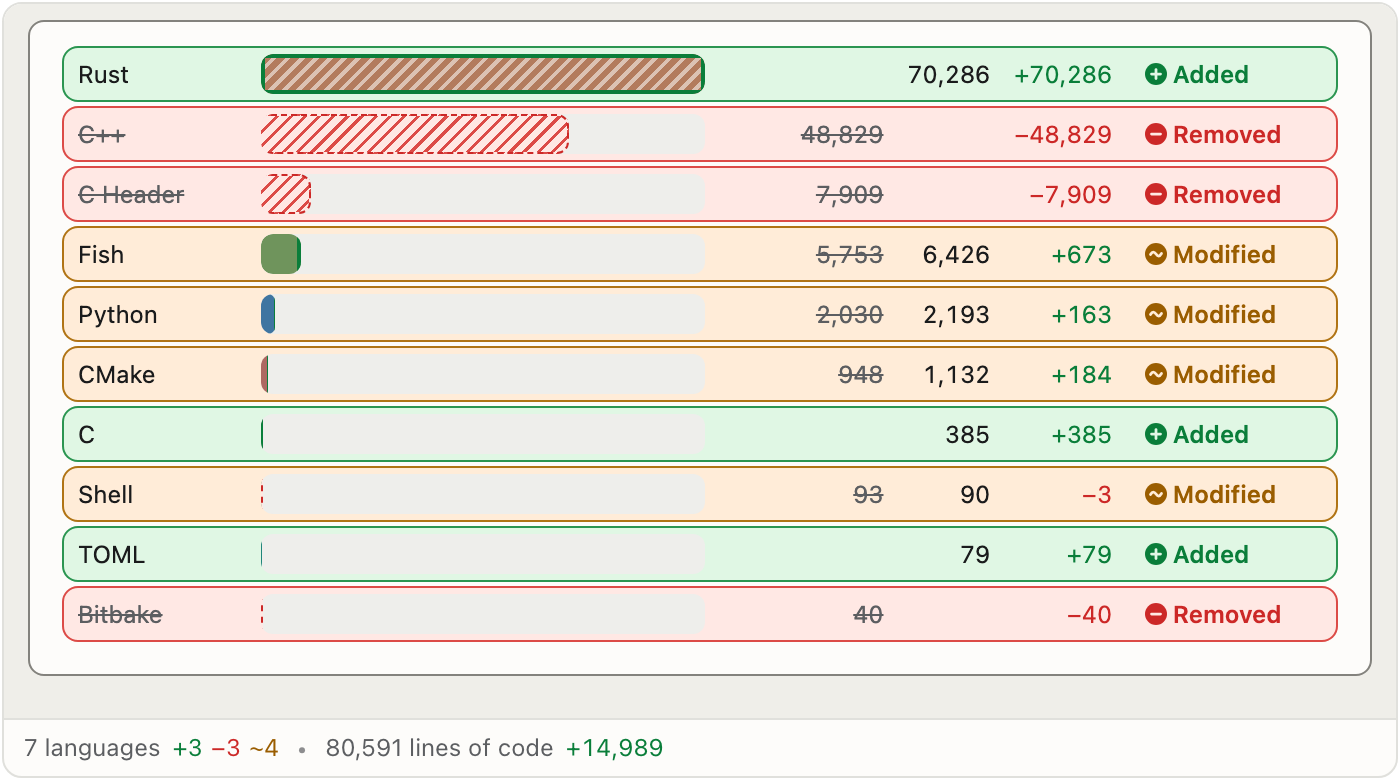 Rust 70,286 +70,286 Added
C++ 48,829 −48,829 Removed
C Header 7,909 −7,909 Removed
Fish 5,753 6,426 +673 Modified
Python 2,030 2,193 +163 Modified
CMake 948 1,132 +184 Modified
C 385 +385 Added
Shell 93 90 −3 Modified
TOML 79 +79 Added
Bitbake 40 −40 Removed
7 languages +3 −3 ~4 • 80,591 lines of code +14,989